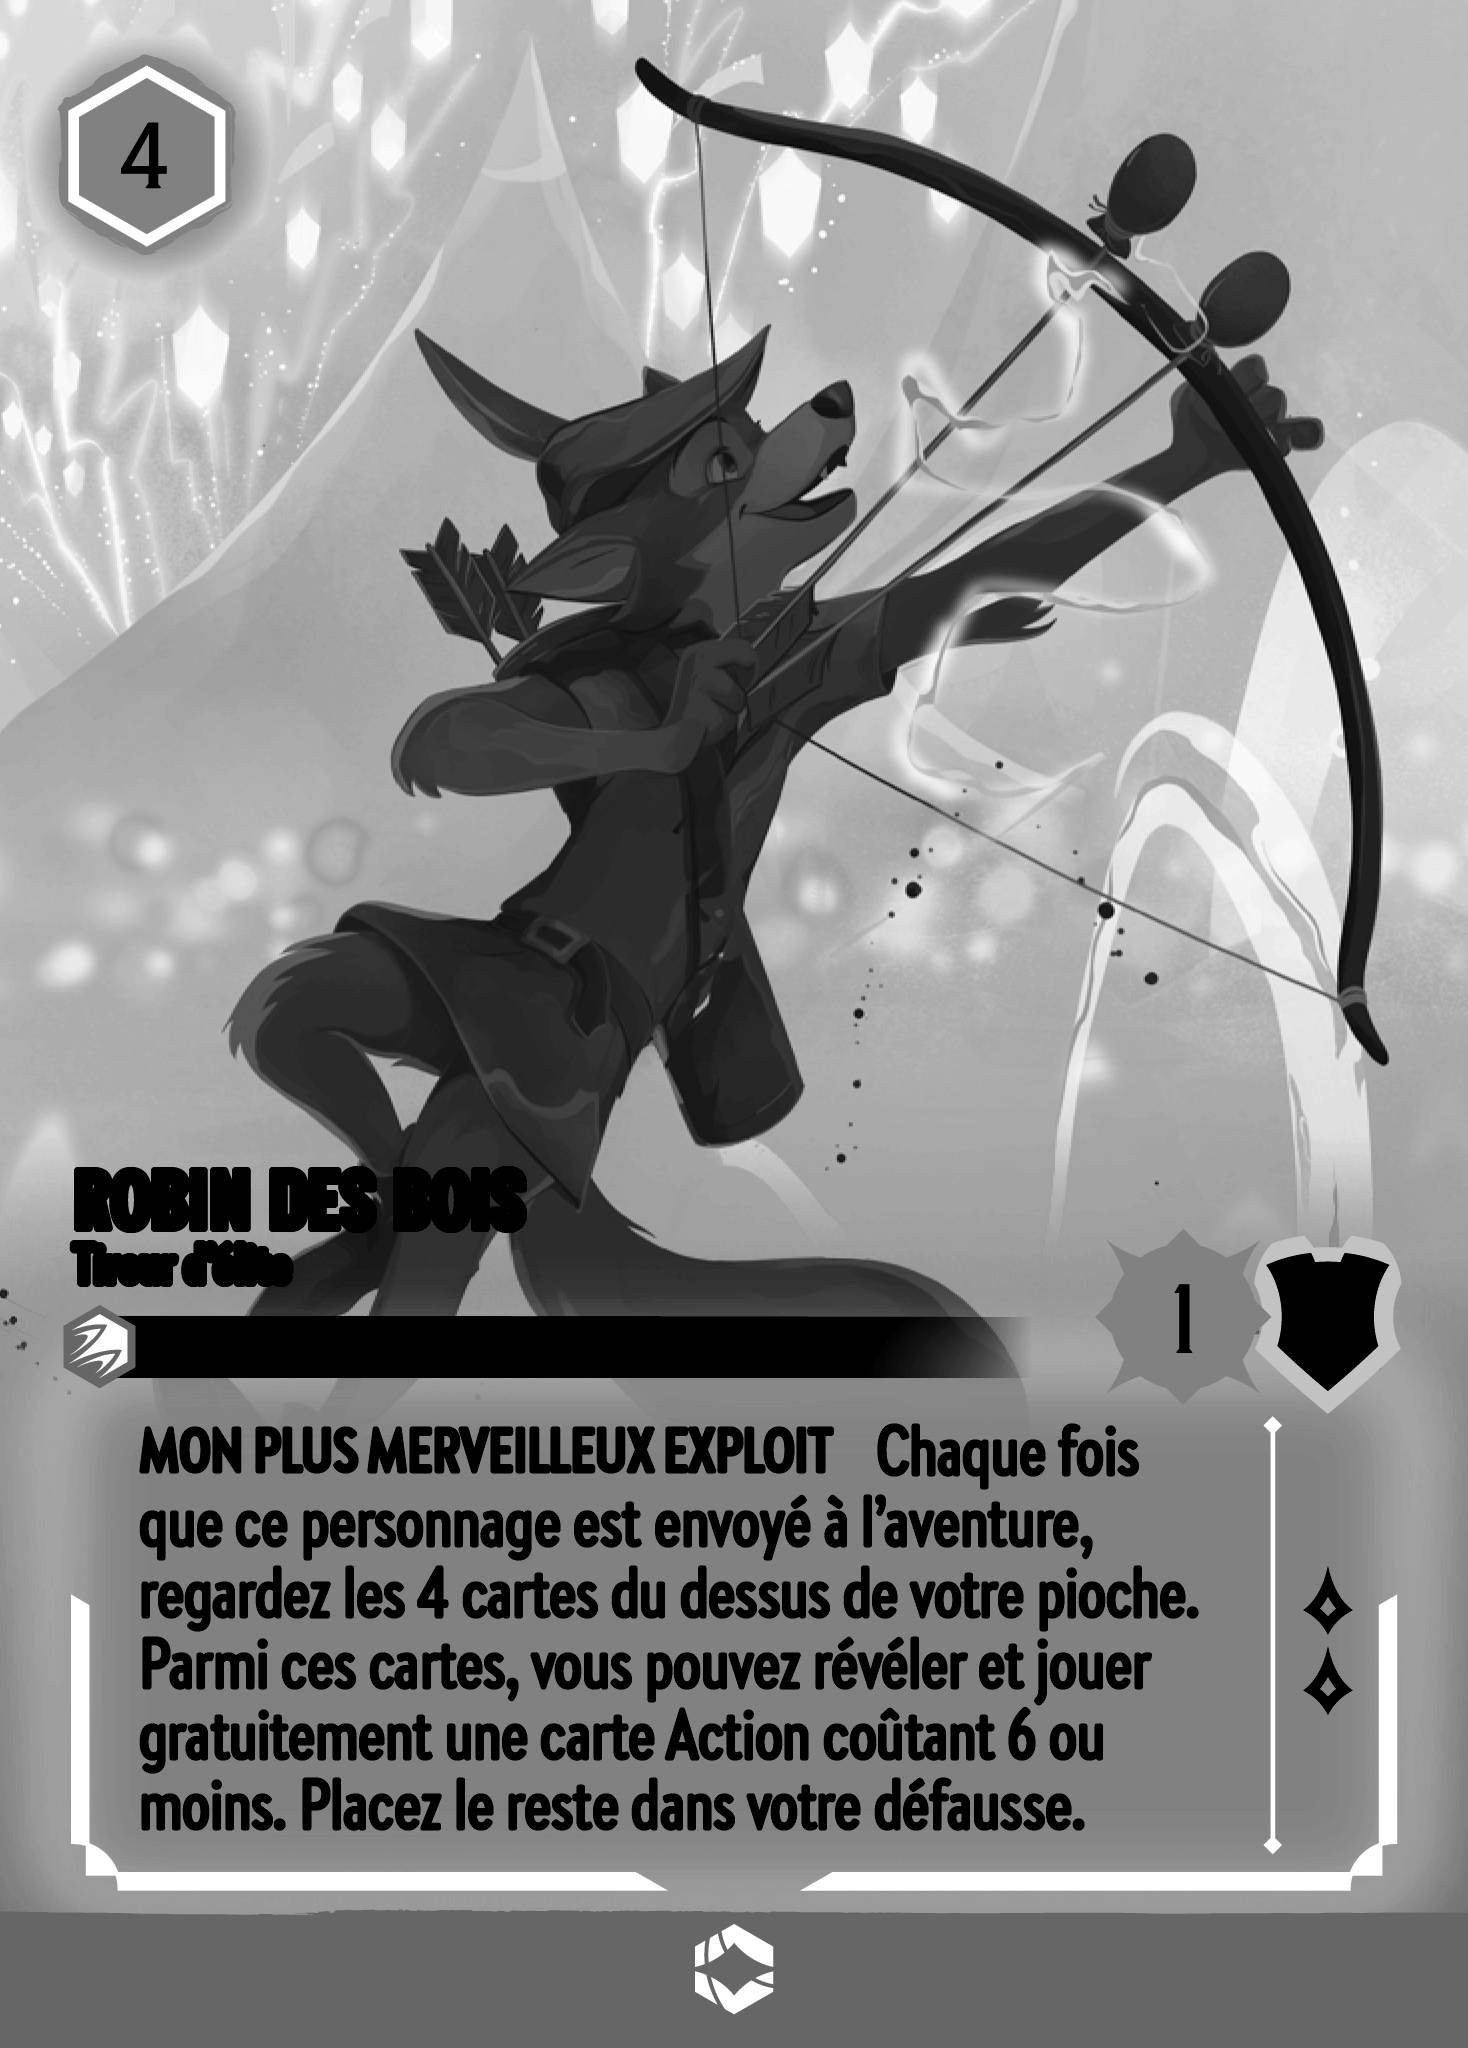 4
ROBIN DES BOIS
Tireur d'élite
1
MON PLUS MERVEILLEUX EXPLOIT Chaque fois
que ce personnage est envoyé à l’aventure,
regardez les 4 cartes du dessus de votre pioche.
Parmi ces cartes, vous pouvez révéler et jouer
gratuitement une carte Action coûtant 6 ou
moins. Placez le reste dans votre défausse.